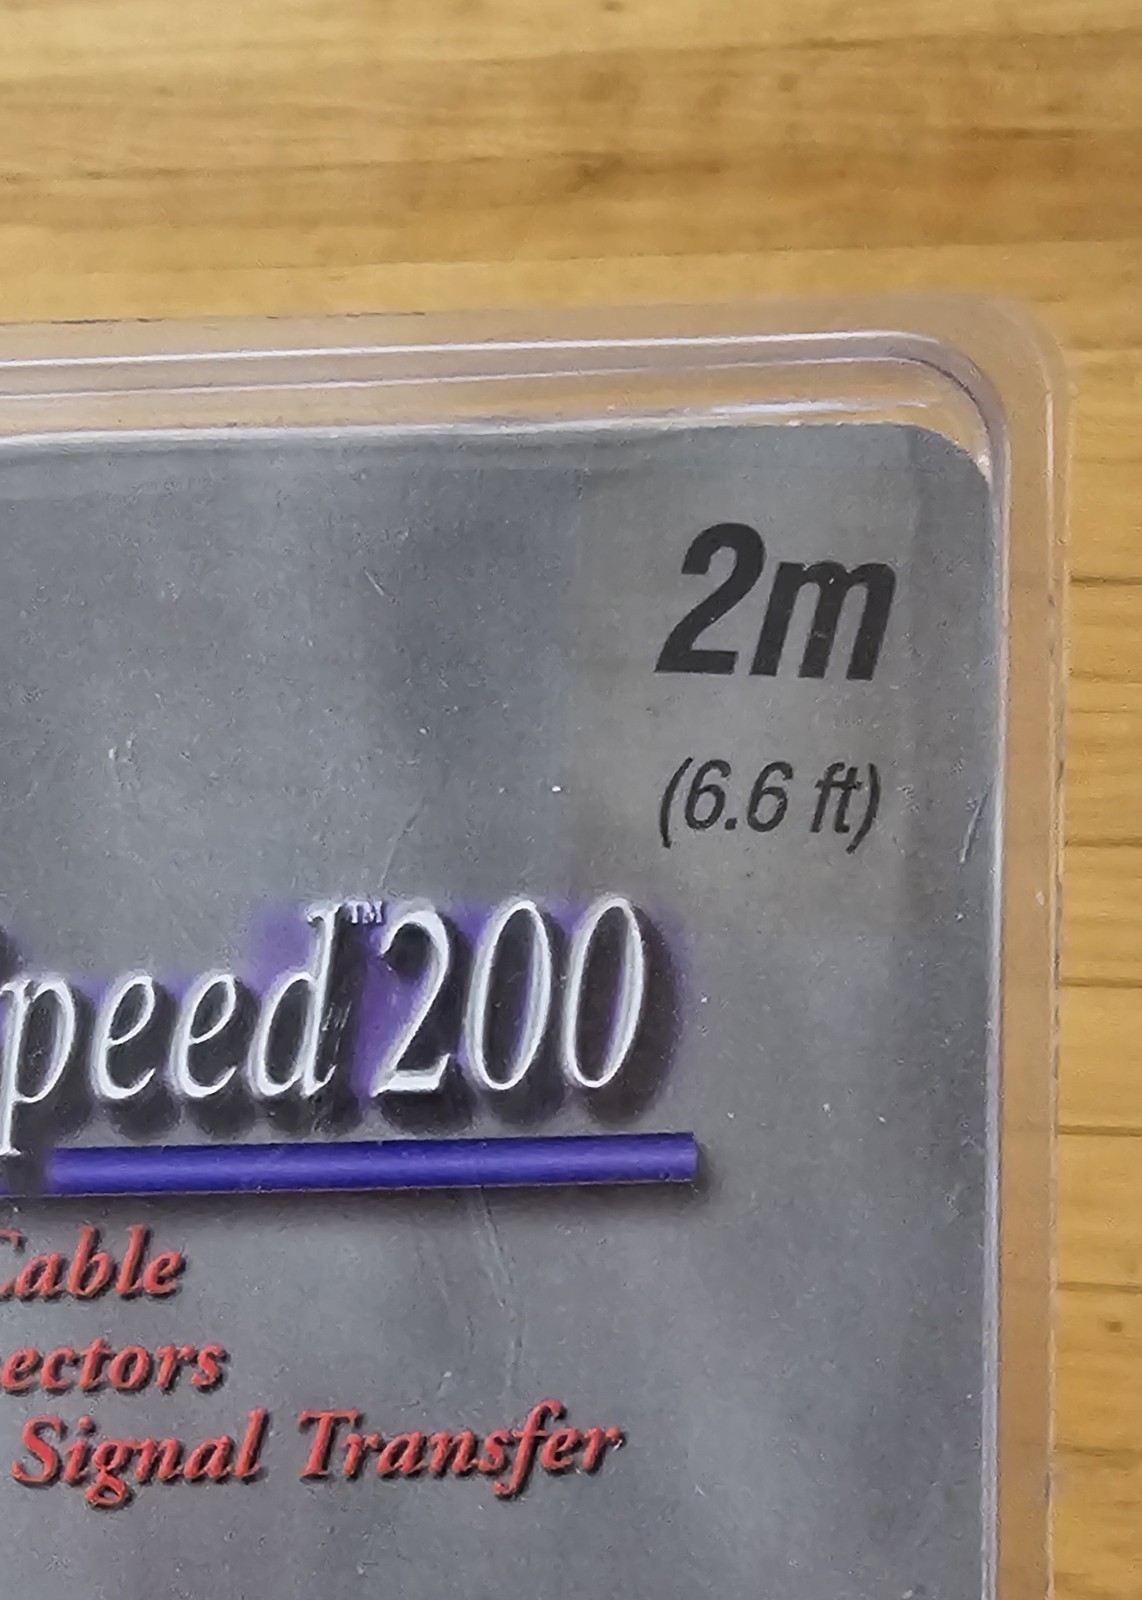 2m
(6.6 ft)
peed™200
Cable
ectors
Signal Transfer